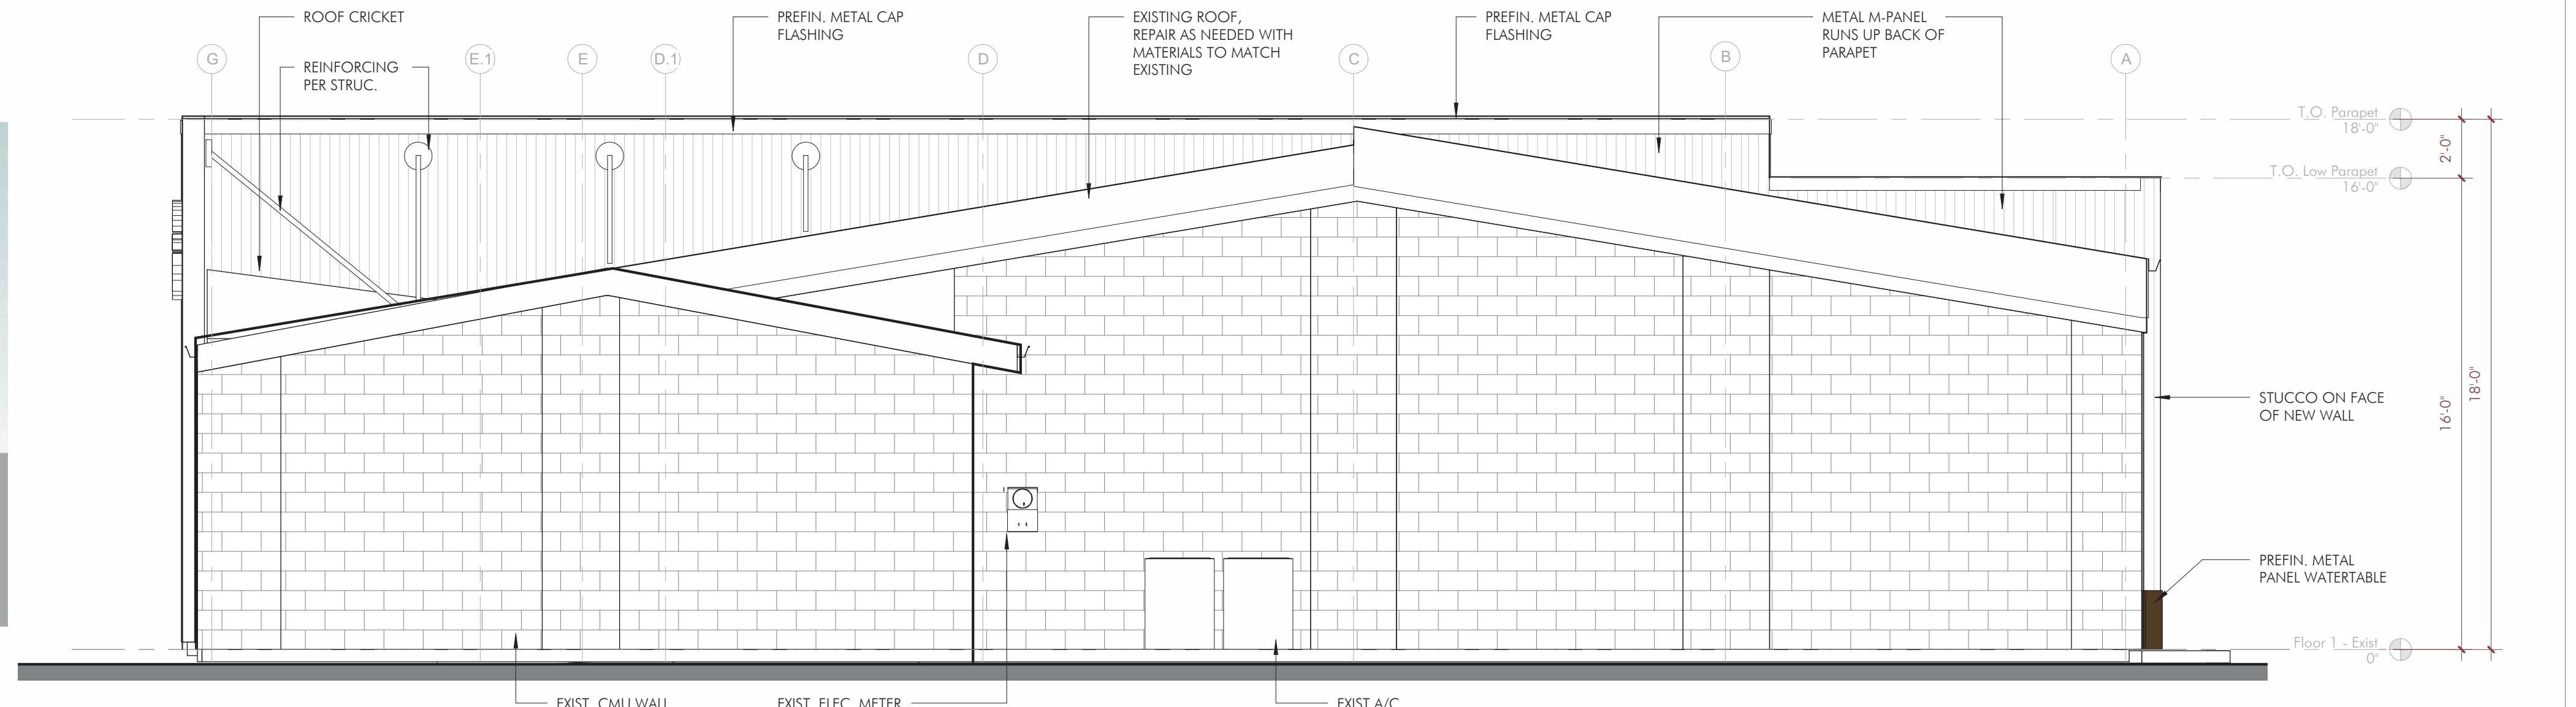 ROOF CRICKET
PREFIN. METAL CAP
FLASHING
EXISTING ROOF,
REPAIR AS NEEDED WITH
MATERIALS TO MATCH
EXISTING
PREFIN. METAL CAP
FLASHING
METAL M-PANEL
RUNS UP BACK OF
PARAPET
REINFORCING
PER STRUC.
G
E.1
E
D.1
D
C
B
A
T.O. Parapet
18'-0"
2'-0"
T.O. Low Parapet
16'-0"
18'-0"
16'-0"
STUCCO ON FACE
OF NEW WALL
PREFIN. METAL
PANEL WATERTABLE
Floor 1 - Exist
0"
EXIST. CMU WALL
EXIST. ELEC. METER
EXIST A/C